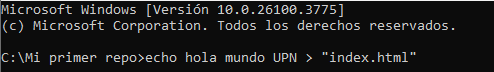 Microsoft Windows [Versión 10.0.26100.3775]
(c) Microsoft Corporation. Todos los derechos reservados.
C:\Mi primer repo>echo hola mundo UPN > "index.html"